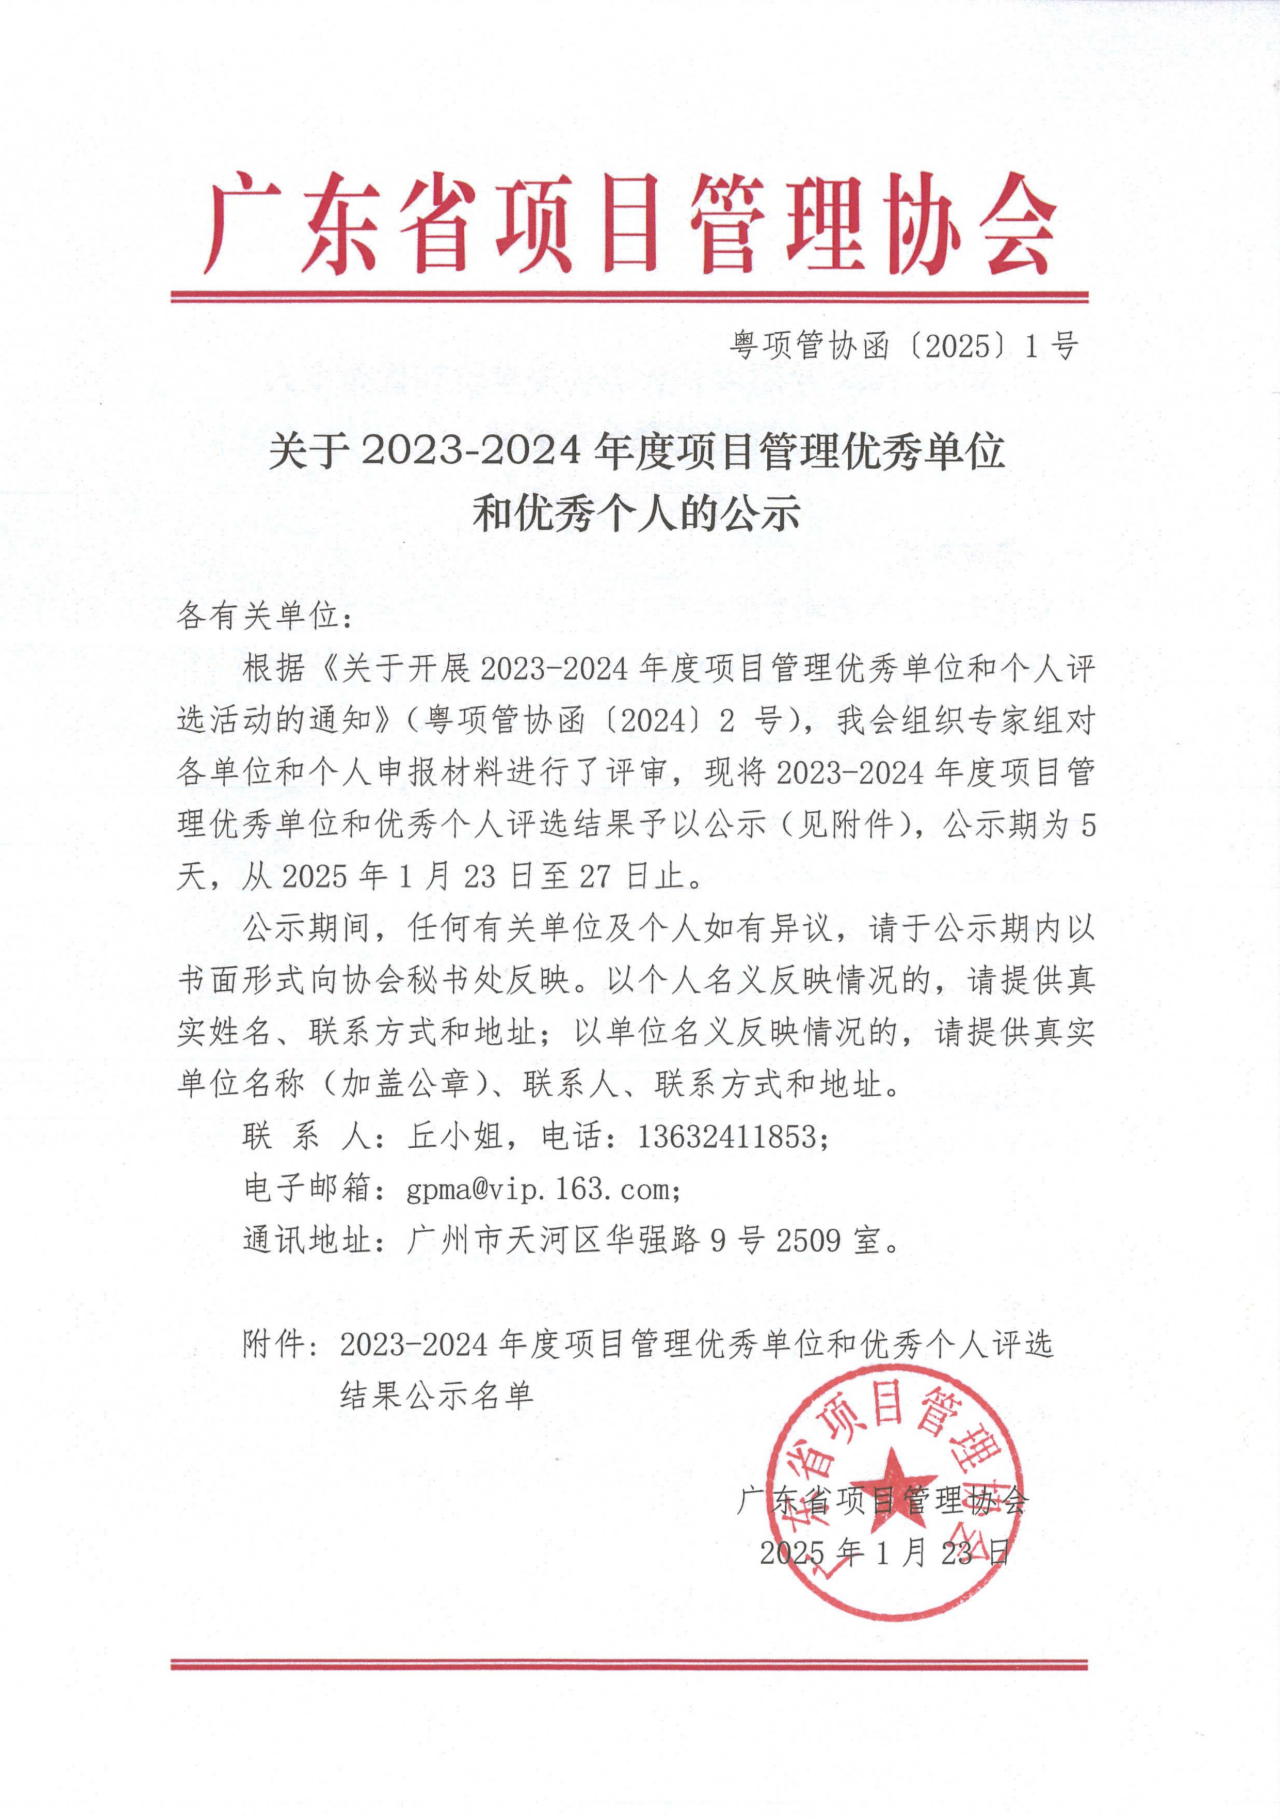 广东省项目管理协会
粤项管协函〔2025〕1号
关于2023-2024年度项目管理优秀单位
和优秀个人的公示
各有关单位：
根据《关于开展2023-2024年度项目管理优秀单位和个人评
选活动的通知》（粤项管协函〔2024〕2 号），我会组织专家组对
各单位和个人申报材料进行了评审，现将2023-2024年度项目管
理优秀单位和优秀个人评选结果予以公示（见附件），公示期为5
天，从2025年1月23日至27日止。
公示期间，任何有关单位及个人如有异议，请于公示期内以
书面形式向协会秘书处反映。以个人名义反映情况的，请提供真
实姓名、联系方式和地址；以单位名义反映情况的，请提供真实
单位名称（加盖公章）、联系人、联系方式和地址。
联 系 人：丘小姐，电话：13632411853；
电子邮箱：gpma@vip.163.com；
通讯地址：广州市天河区华强路9号2509室。
附件：2023-2024年度项目管理优秀单位和优秀个人评选
结果公示名单
广东省项目管理协会
广东省项目管理协会
2025年1月23日